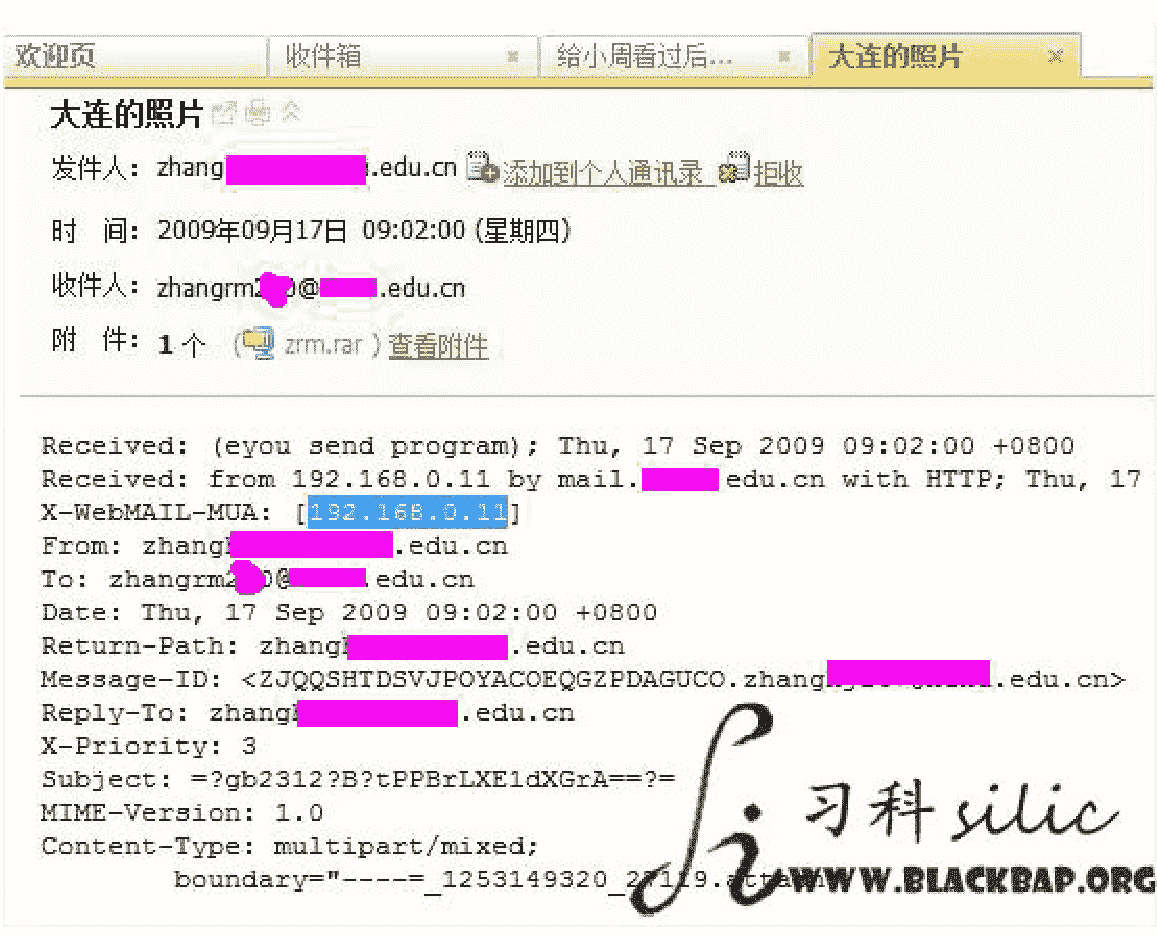 欢迎页 收件箱 给小周看过后... 大连的照片
大连的照片
发件人: zhang .edu.cn 添加到个人通讯录 拒收
时 间: 2009年09月17日 09:02:00 (星期四)
收件人: zhangrm 0@ .edu.cn
附 件: 1 个 ( zrm.rar ) 查看附件
Received: (eyou send program); Thu, 17 Sep 2009 09:02:00 +0800
Received: from 192.168.0.11 by mail. edu.cn with HTTP; Thu, 17
X-WebMAIL-MUA: [192.168.0.11]
From: zhang .edu.cn
To: zhangrm 0@ .edu.cn
Date: Thu, 17 Sep 2009 09:02:00 +0800
Return-Path: zhang .edu.cn
Message-ID: <ZJQQSHTDSVJPOYACOEQGZPDAGUCO.zhang .edu.cn>
Reply-To: zhang .edu.cn
X-Priority: 3
Subject: =?gb2312?B?tPPBrLXE1dXGrA==?=
MIME-Version: 1.0
Content-Type: multipart/mixed;
boundary="----=_1253149320_
习科 silic
WWW.BLACKBAP.ORG